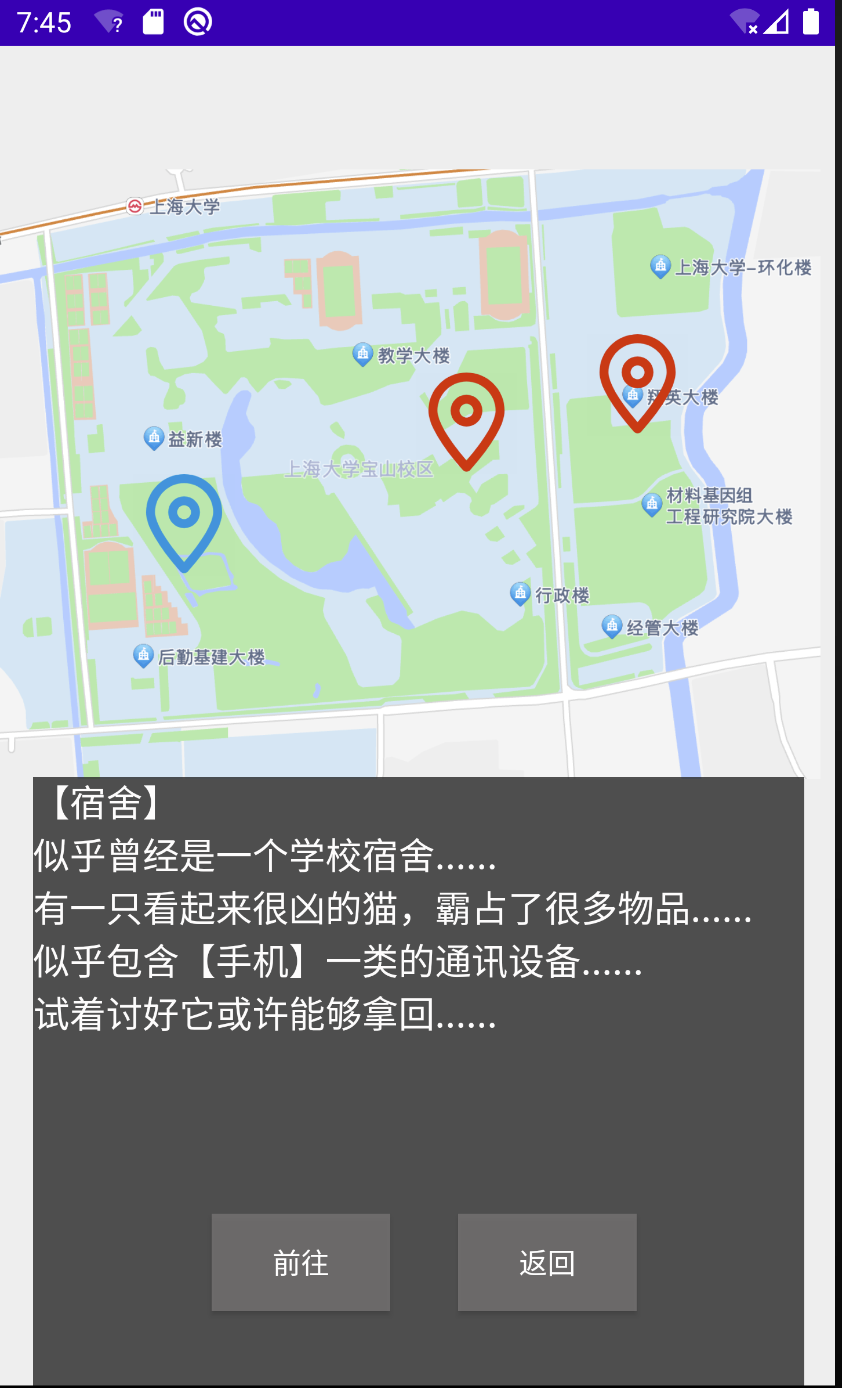 7:45
上海大学
上海大学-环化楼
教学大楼
翔英大楼
益新楼
上海大学宝山校区
材料基因组
工程研究院大楼
行政楼
经管大楼
后勤基建大楼
【宿舍】
似乎曾经是一个学校宿舍......
有一只看起来很凶的猫，霸占了很多物品......
似乎包含【手机】一类的通讯设备......
试着讨好它或许能够拿回......
前往
返回